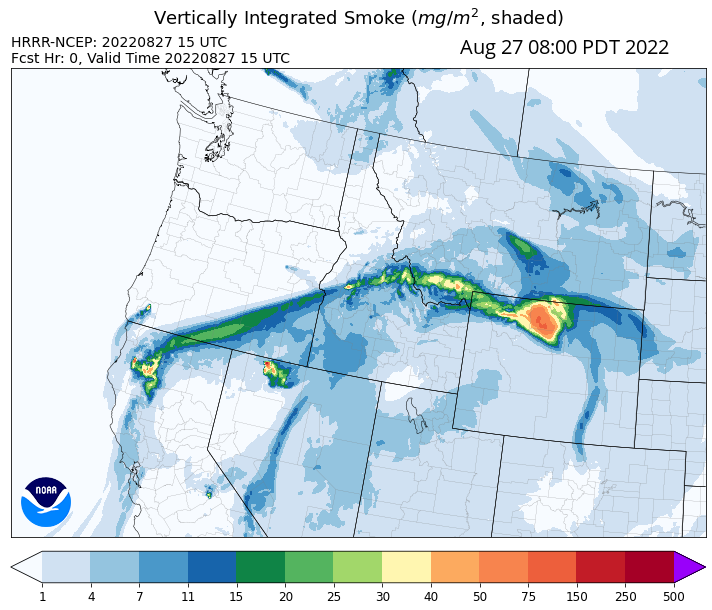 Vertically Integrated Smoke (mg/m², shaded)
HRRR-NCEP: 20220827 15 UTC
Fcst Hr: 0, Valid Time 20220827 15 UTC
Aug 27 08:00 PDT 2022
NOAA
1 4 7 11 15 20 25 30 40 50 75 150 250 500